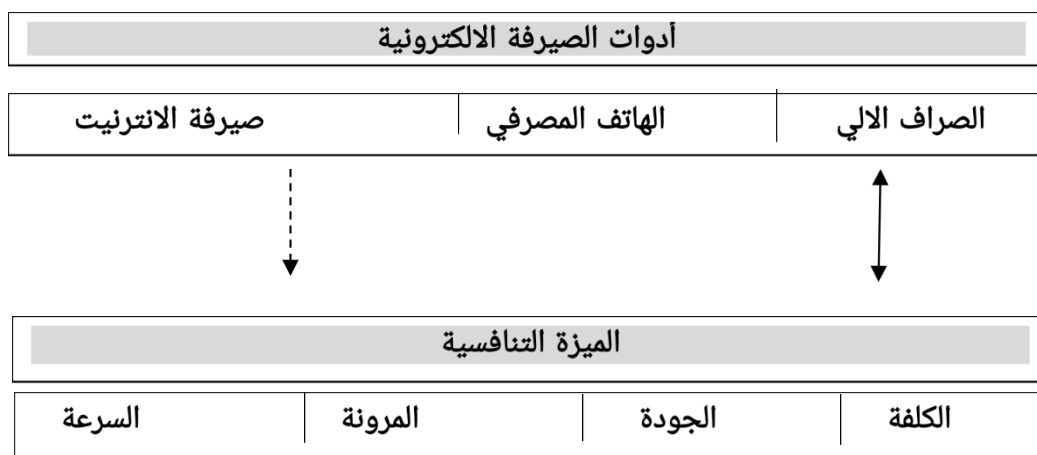 أدوات الصيرفة الالكترونية
الصراف الالي الهاتف المصرفي صيرفة الانترنيت
الميزة التنافسية
الكلفة الجودة المرونة السرعة